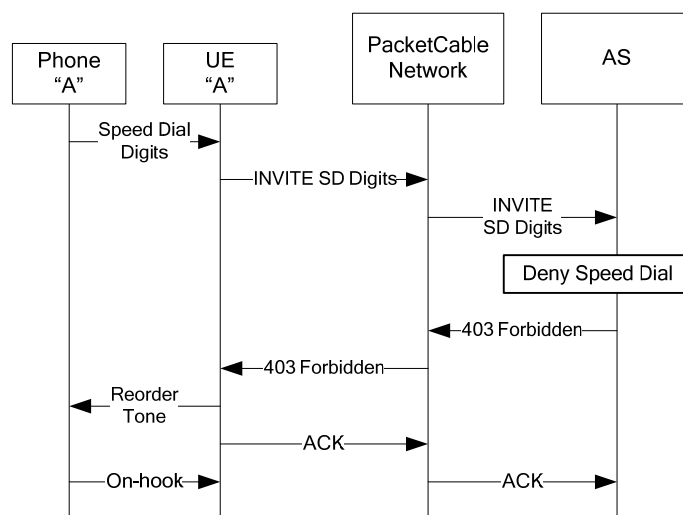 Phone
“A”
UE
“A”
PacketCable
Network
AS
Speed Dial
Digits
INVITE SD Digits
INVITE
SD Digits
Deny Speed Dial
403 Forbidden
403 Forbidden
Reorder
Tone
ACK
On-hook
ACK